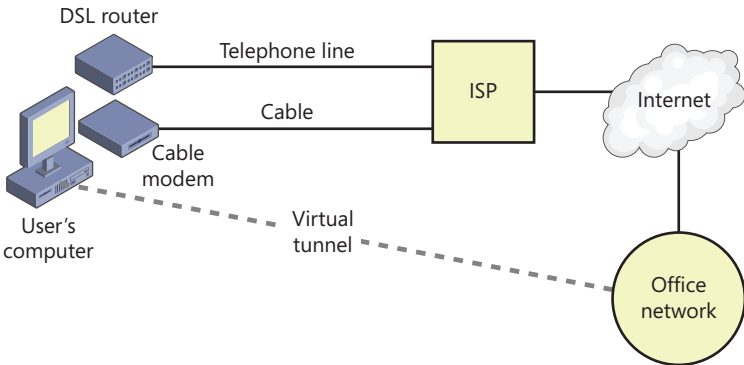 DSL router
Telephone line
ISP
Internet
Cable
Cable
modem
User’s
computer
Virtual
tunnel
Office
network